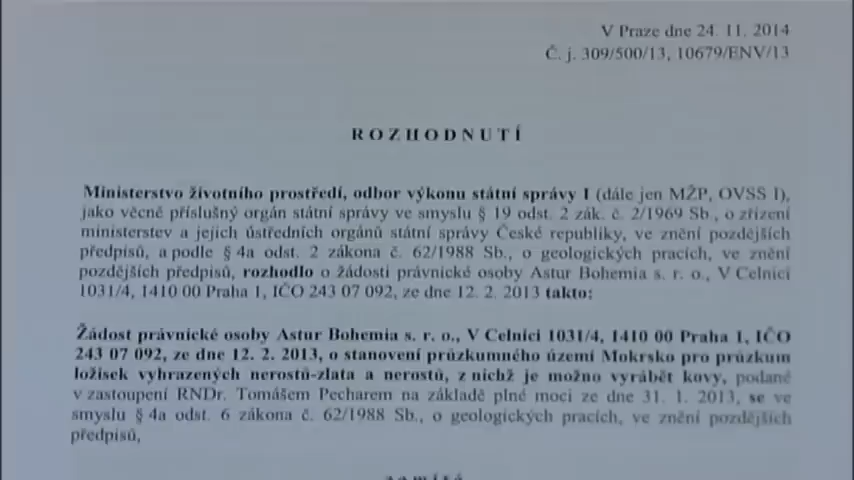 V Praze dne 24. 11. 2014
Č. j. 309/500/13, 10679/ENV/13
ROZHODNUTÍ
Ministerstvo životního prostředí, odbor výkonu státní správy I (dále jen MŽP, OVSS I),
jako věcně příslušný orgán státní správy ve smyslu § 19 odst. 2 zák. č. 2/1969 Sb., o zřízení
ministerstev a jejich ústředních orgánů státní správy České republiky, ve znění pozdějších
předpisů, a podle § 4a odst. 2 zákona č. 62/1988 Sb., o geologických pracích, ve znění
pozdějších předpisů, rozhodlo o žádosti právnické osoby Astur Bohemia s. r. o., V Celnici
1031/4, 1410 00 Praha 1, IČO 243 07 092, ze dne 12. 2. 2013 takto:
Žádost právnické osoby Astur Bohemia s. r. o., V Celnici 1031/4, 1410 00 Praha 1, IČO
243 07 092, ze dne 12. 2. 2013, o stanovení průzkumného území Mokrsko pro průzkum
ložisek vyhrazených nerostů-zlata a nerostů, z nichž je možno vyrábět kovy, podané
v zastoupení RNDr. Tomášem Pecharem na základě plné moci ze dne 31. 1. 2013, se ve
smyslu § 4a odst. 6 zákona č. 62/1988 Sb., o geologických pracích, ve znění pozdějších
předpisů,